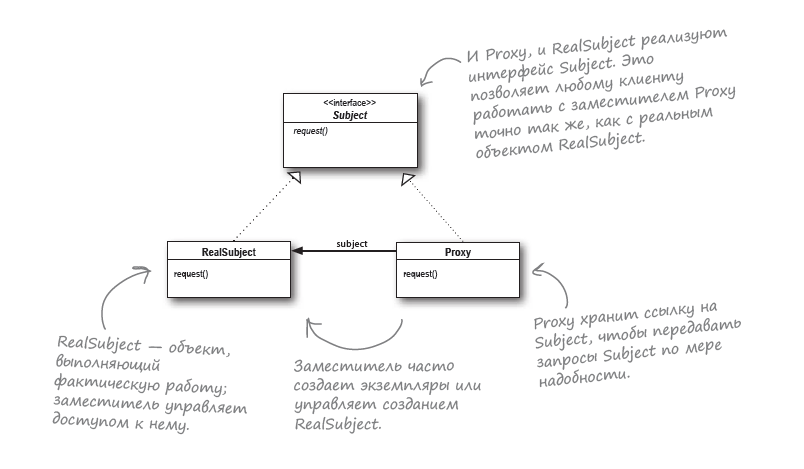 И Proxy, и RealSubject реализуют
интерфейс Subject. Это
позволяет любому клиенту
работать с заместителем Proxy
точно так же, как с реальным
объектом RealSubject.
<<interface>>
Subject
request()
RealSubject
request()
subject
Proxy
request()
RealSubject — объект,
выполняющий
фактическую работу;
заместитель управляет
доступом к нему.
Заместитель часто
создает экземпляры или
управляет созданием
RealSubject.
Proxy хранит ссылку на
Subject, чтобы передавать
запросы Subject по мере
надобности.